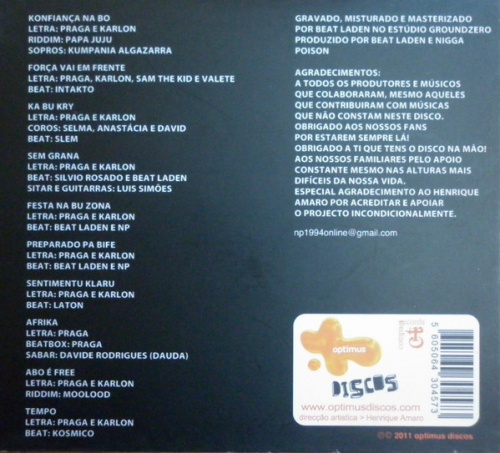 KONFIANÇA NA BO
LETRA: PRAGA E KARLON
RIDDIM: PAPA JUJU
SOPROS: KUMPANIA ALGAZARRA
FORÇA VAI EM FRENTE
LETRA: PRAGA, KARLON, SAM THE KID E VALETE
BEAT: INTAKTO
KA BU KRY
LETRA: PRAGA E KARLON
COROS: SELMA, ANASTÁCIA E DAVID
BEAT: SLEM
SEM GRANA
LETRA: PRAGA E KARLON
BEAT: SILVIO ROSADO E BEAT LADEN
SITAR E GUITARRAS: LUIS SIMÕES
FESTA NA BU ZONA
LETRA: PRAGA E KARLON
BEAT: BEAT LADEN E NP
PREPARADO PA BIFE
LETRA: PRAGA E KARLON
BEAT: BEAT LADEN E NP
SENTIMENTU KLARU
LETRA: PRAGA E KARLON
BEAT: LATON
AFRIKA
LETRA: PRAGA
BEATBOX: PRAGA
SABAR: DAVIDE RODRIGUES (DAUDA)
ABO É FREE
LETRA: PRAGA E KARLON
RIDDIM: MOOLOOD
TEMPO
LETRA: PRAGA E KARLON
BEAT: KOSMICO
GRAVADO, MISTURADO E MASTERIZADO
POR BEAT LADEN NO ESTÚDIO GROUNDZERO
PRODUZIDO POR BEAT LADEN E NIGGA
POISON
AGRADECIMENTOS:
A TODOS OS PRODUTORES E MÚSICOS
QUE COLABORARAM, MESMO AQUELES
QUE CONTRIBUIRAM COM MÚSICAS
QUE NÃO CONSTAM NESTE DISCO.
OBRIGADO AOS NOSSOS FANS
POR ESTAREM SEMPRE LÁ!
OBRIGADO A TI QUE TENS O DISCO NA MÃO!
AOS NOSSOS FAMILIARES PELO APOIO
CONSTANTE MESMO NAS ALTURAS MAIS
DIFÍCEIS DA NOSSA VIDA.
ESPECIAL AGRADECIMENTO AO HENRIQUE
AMARO POR ACREDITAR E APOIAR
O PROJECTO INCONDICIONALMENTE.
np1994online@gmail.com
optimus
DISCOS
www.optimusdiscos.com
direcção artística > Henrique Amaro
5 605064 304573
℗© 2011 optimus discos